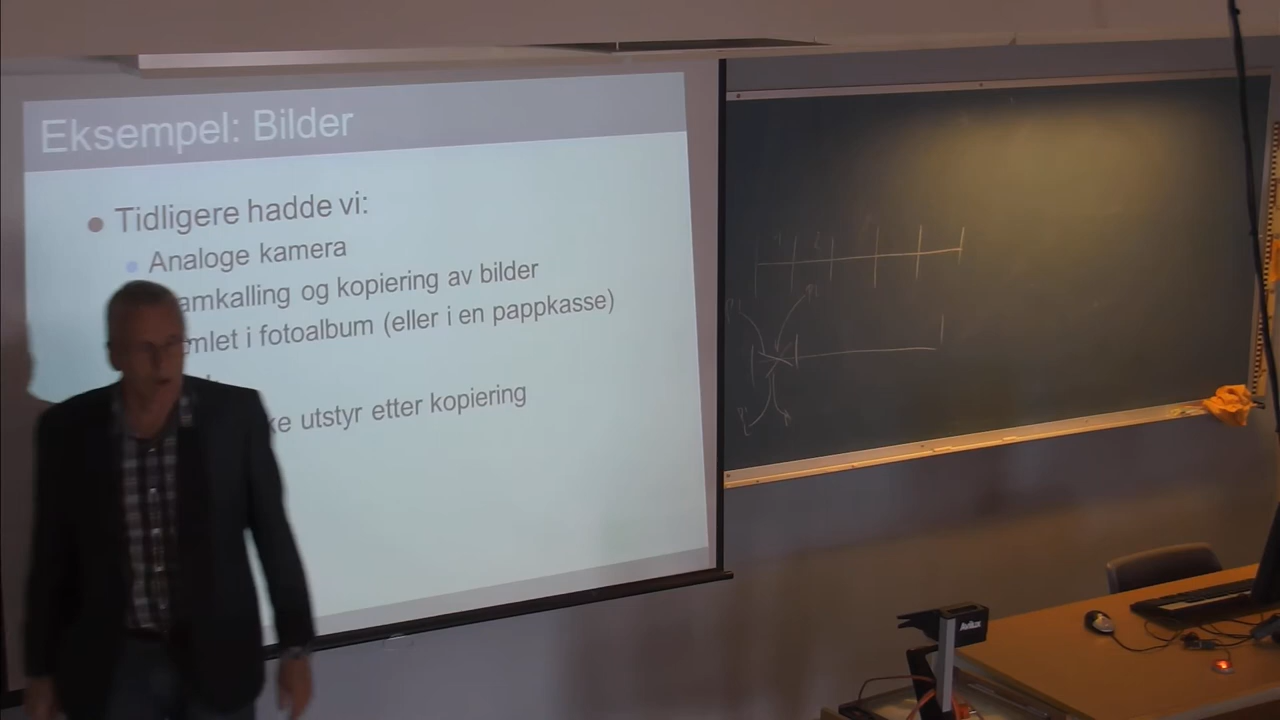 Eksempel: Bilder
Tidligere hadde vi:
Analoge kamera
amkalling og kopiering av bilder
mlet i fotoalbum (eller i en pappkasse)
ke utstyr etter kopiering
Avilux